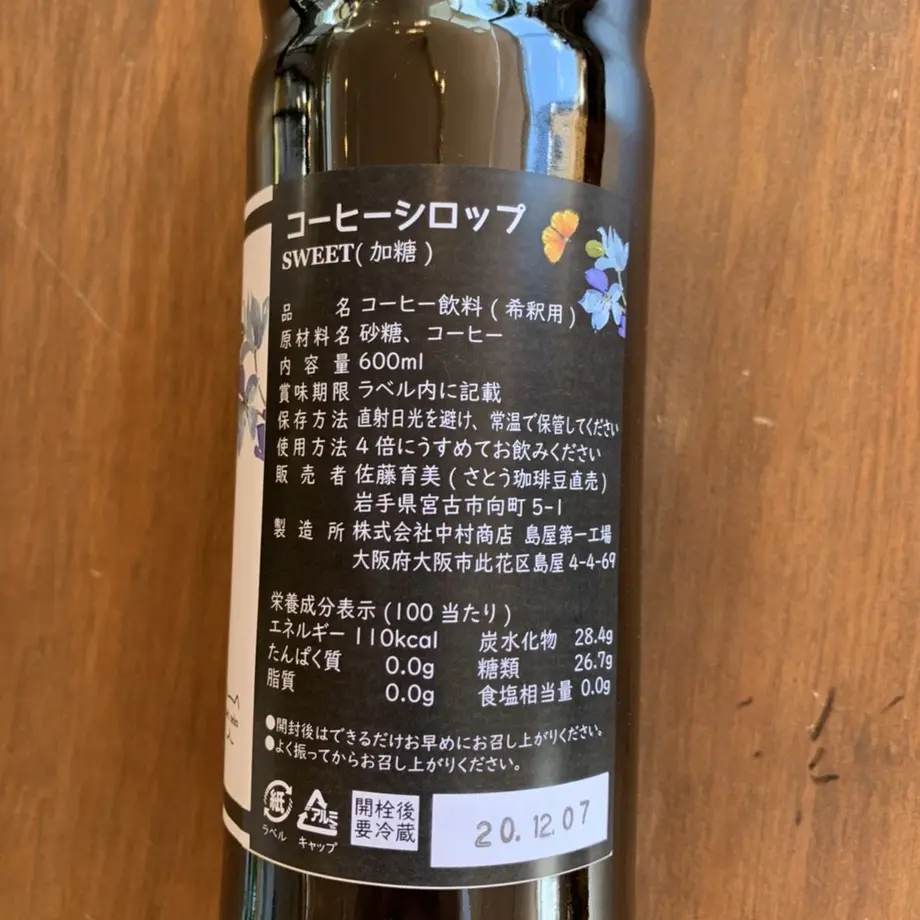 コーヒーシロップ
SWEET(加糖)
品名 コーヒー飲料(希釈用)
原材料名 砂糖、コーヒー
内容量 600ml
賞味期限 ラベル内に記載
保存方法 直射日光を避け、常温で保管してください
使用方法 4倍にうすめてお飲みください
販売者 佐藤育美(さとう珈琲豆直売)
岩手県宮古市向町5-1
製造所 株式会社中村商店 島屋第一工場
大阪府大阪市此花区島屋4-4-69
栄養成分表示(100当たり)
エネルギー 110kcal 炭水化物 28.4g
たんぱく質 0.0g 糖類 26.7g
脂質 0.0g 食塩相当量 0.0g
●開封後はできるだけお早めにお召し上がりください。
●よく振ってからお召し上がりください。
紙 アルミ 開栓後
ラベル キャップ 要冷蔵
20.12.07